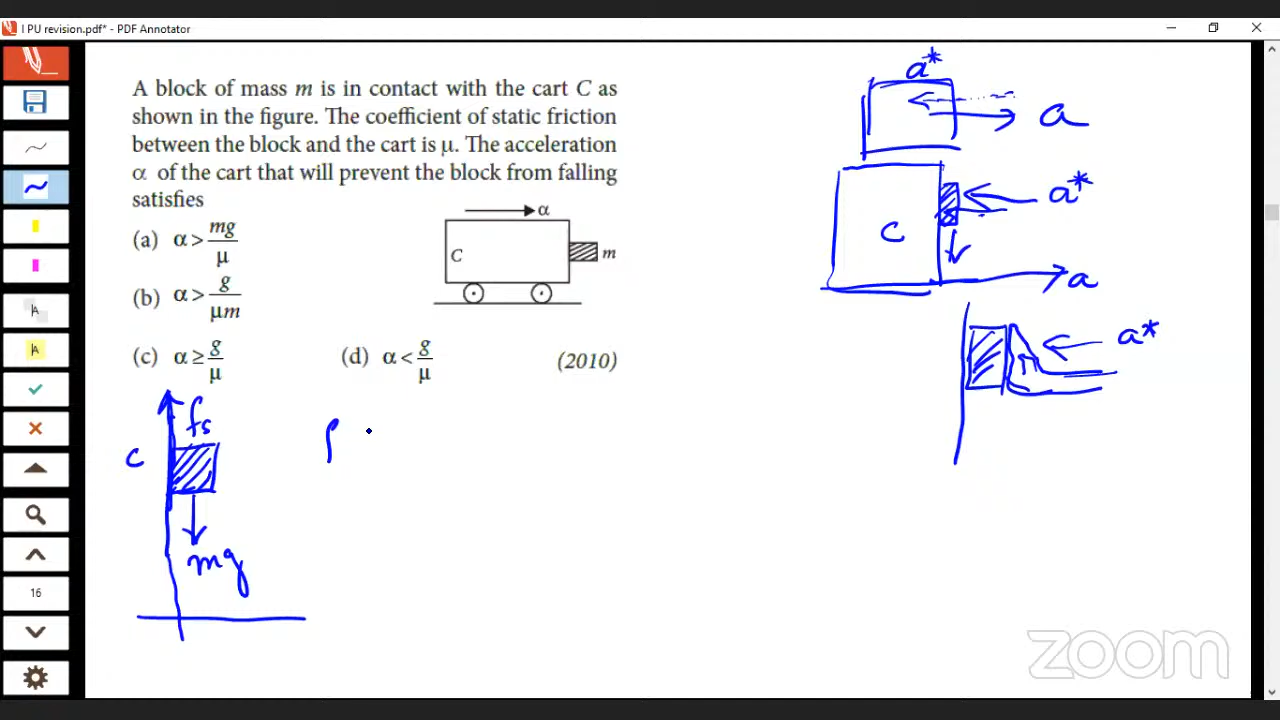 I PU revision.pdf* - PDF Annotator
A block of mass m is in contact with the cart C as
shown in the figure. The coefficient of static friction
between the block and the cart is μ. The acceleration
α of the cart that will prevent the block from falling
satisfies
(a) α > mg/μ
(b) α > g/μm
(c) α ≥ g/μ
(d) α < g/μ
(2010)
α
C
m
a*
a
a*
C
a
a*
fs
C
mg
A
A
16
zoom